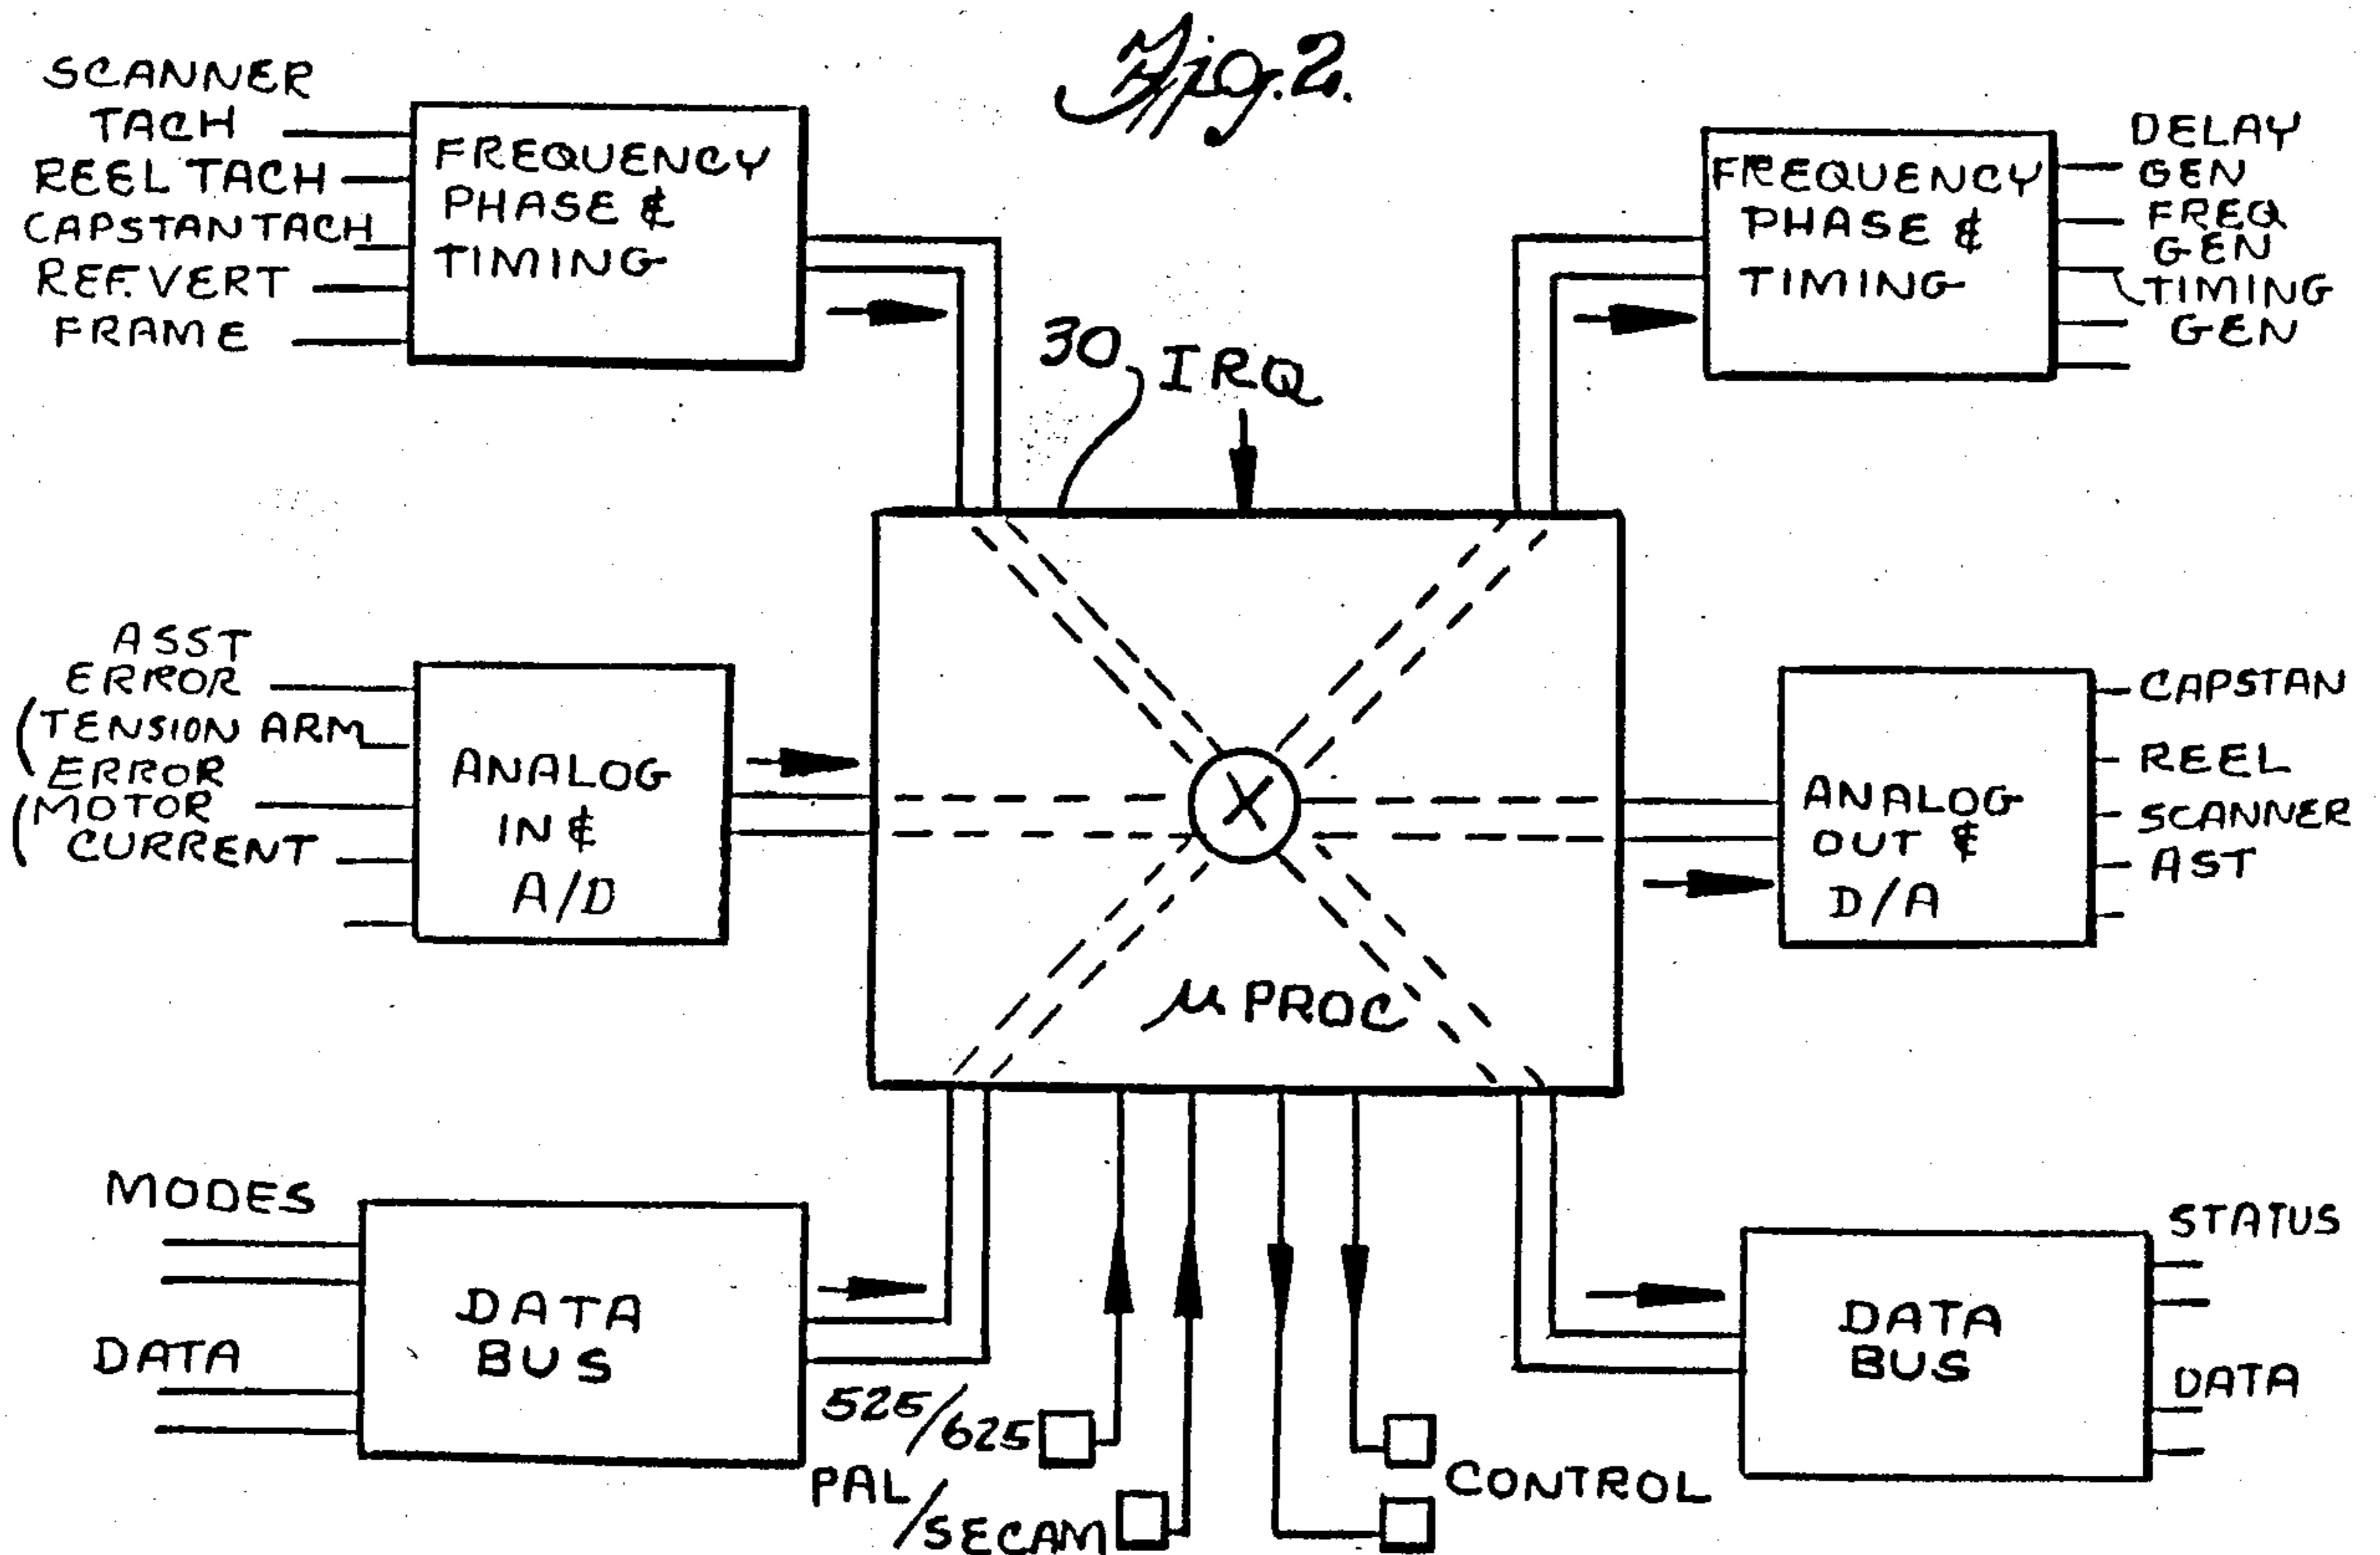 Fig. 2.
SCANNER
TACH
REEL TACH
CAPSTAN TACH
REF. VERT
FRAME
FREQUENCY
PHASE &
TIMING
30
IRQ
FREQUENCY
PHASE &
TIMING
DELAY
GEN
FREQ
GEN
TIMING
GEN
ASST
ERROR
(TENSION ARM
ERROR
(MOTOR
CURRENT
ANALOG
IN &
A/D
X
μ PROC
ANALOG
OUT &
D/A
CAPSTAN
REEL
SCANNER
AST
MODES
DATA
DATA
BUS
525/625
PAL/
SECAM
CONTROL
DATA
BUS
STATUS
DATA